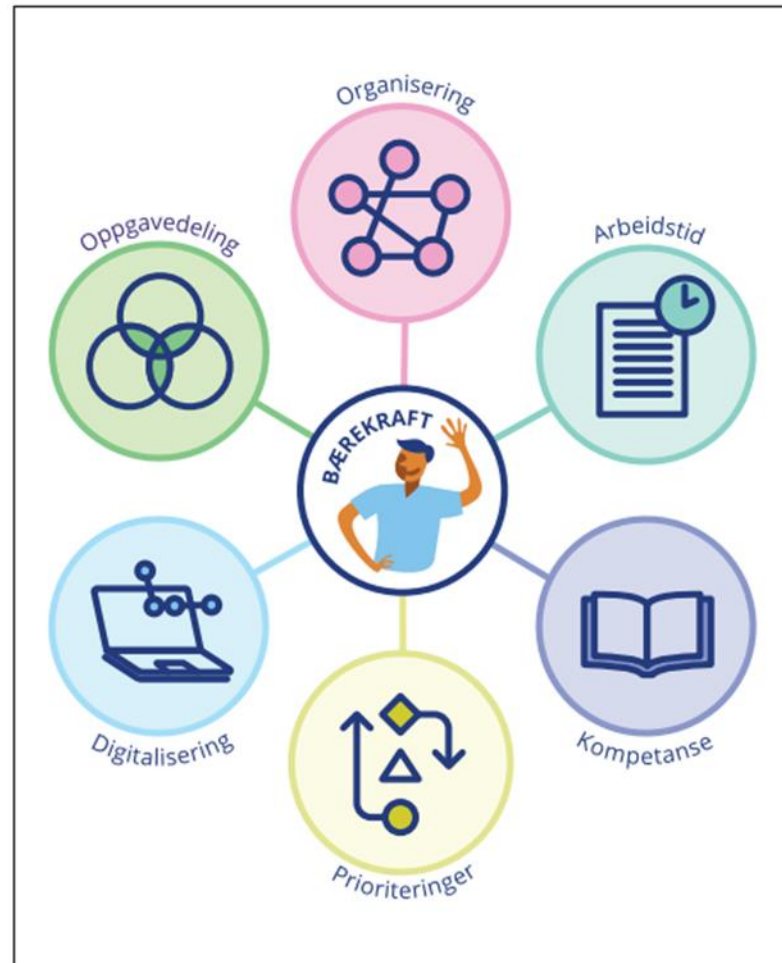 Organisering
Oppgavedeling
Arbeidstid
BÆREKRAFT
Digitalisering
Kompetanse
Prioriteringer